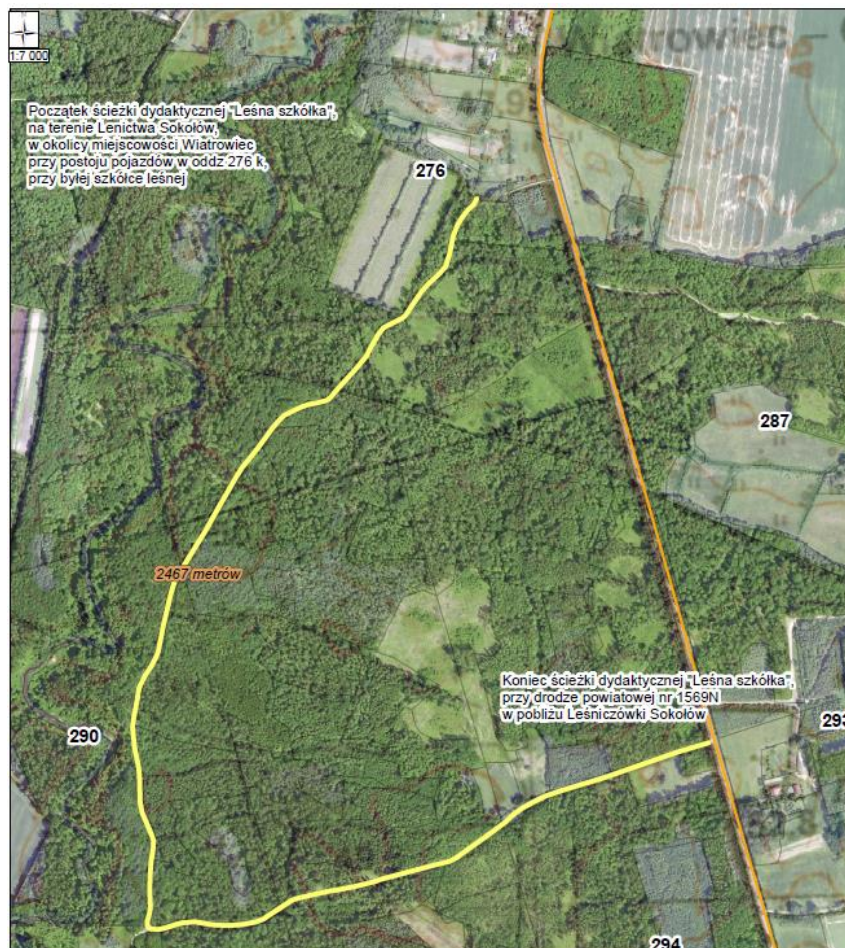 1:7 000
Początek ścieżki dydaktycznej "Leśna szkółka",
na terenie Lenictwa Sokołów,
w okolicy miejscowości Wiatrowiec
przy postoju pojazdów w oddz 276 k,
przy byłej szkółce leśnej
276
287
2467 metrów
Koniec ścieżki dydaktycznej "Leśna szkółka",
przy drodze powiatowej nr 1569N
w pobliżu Leśniczówki Sokołów
290
293
294